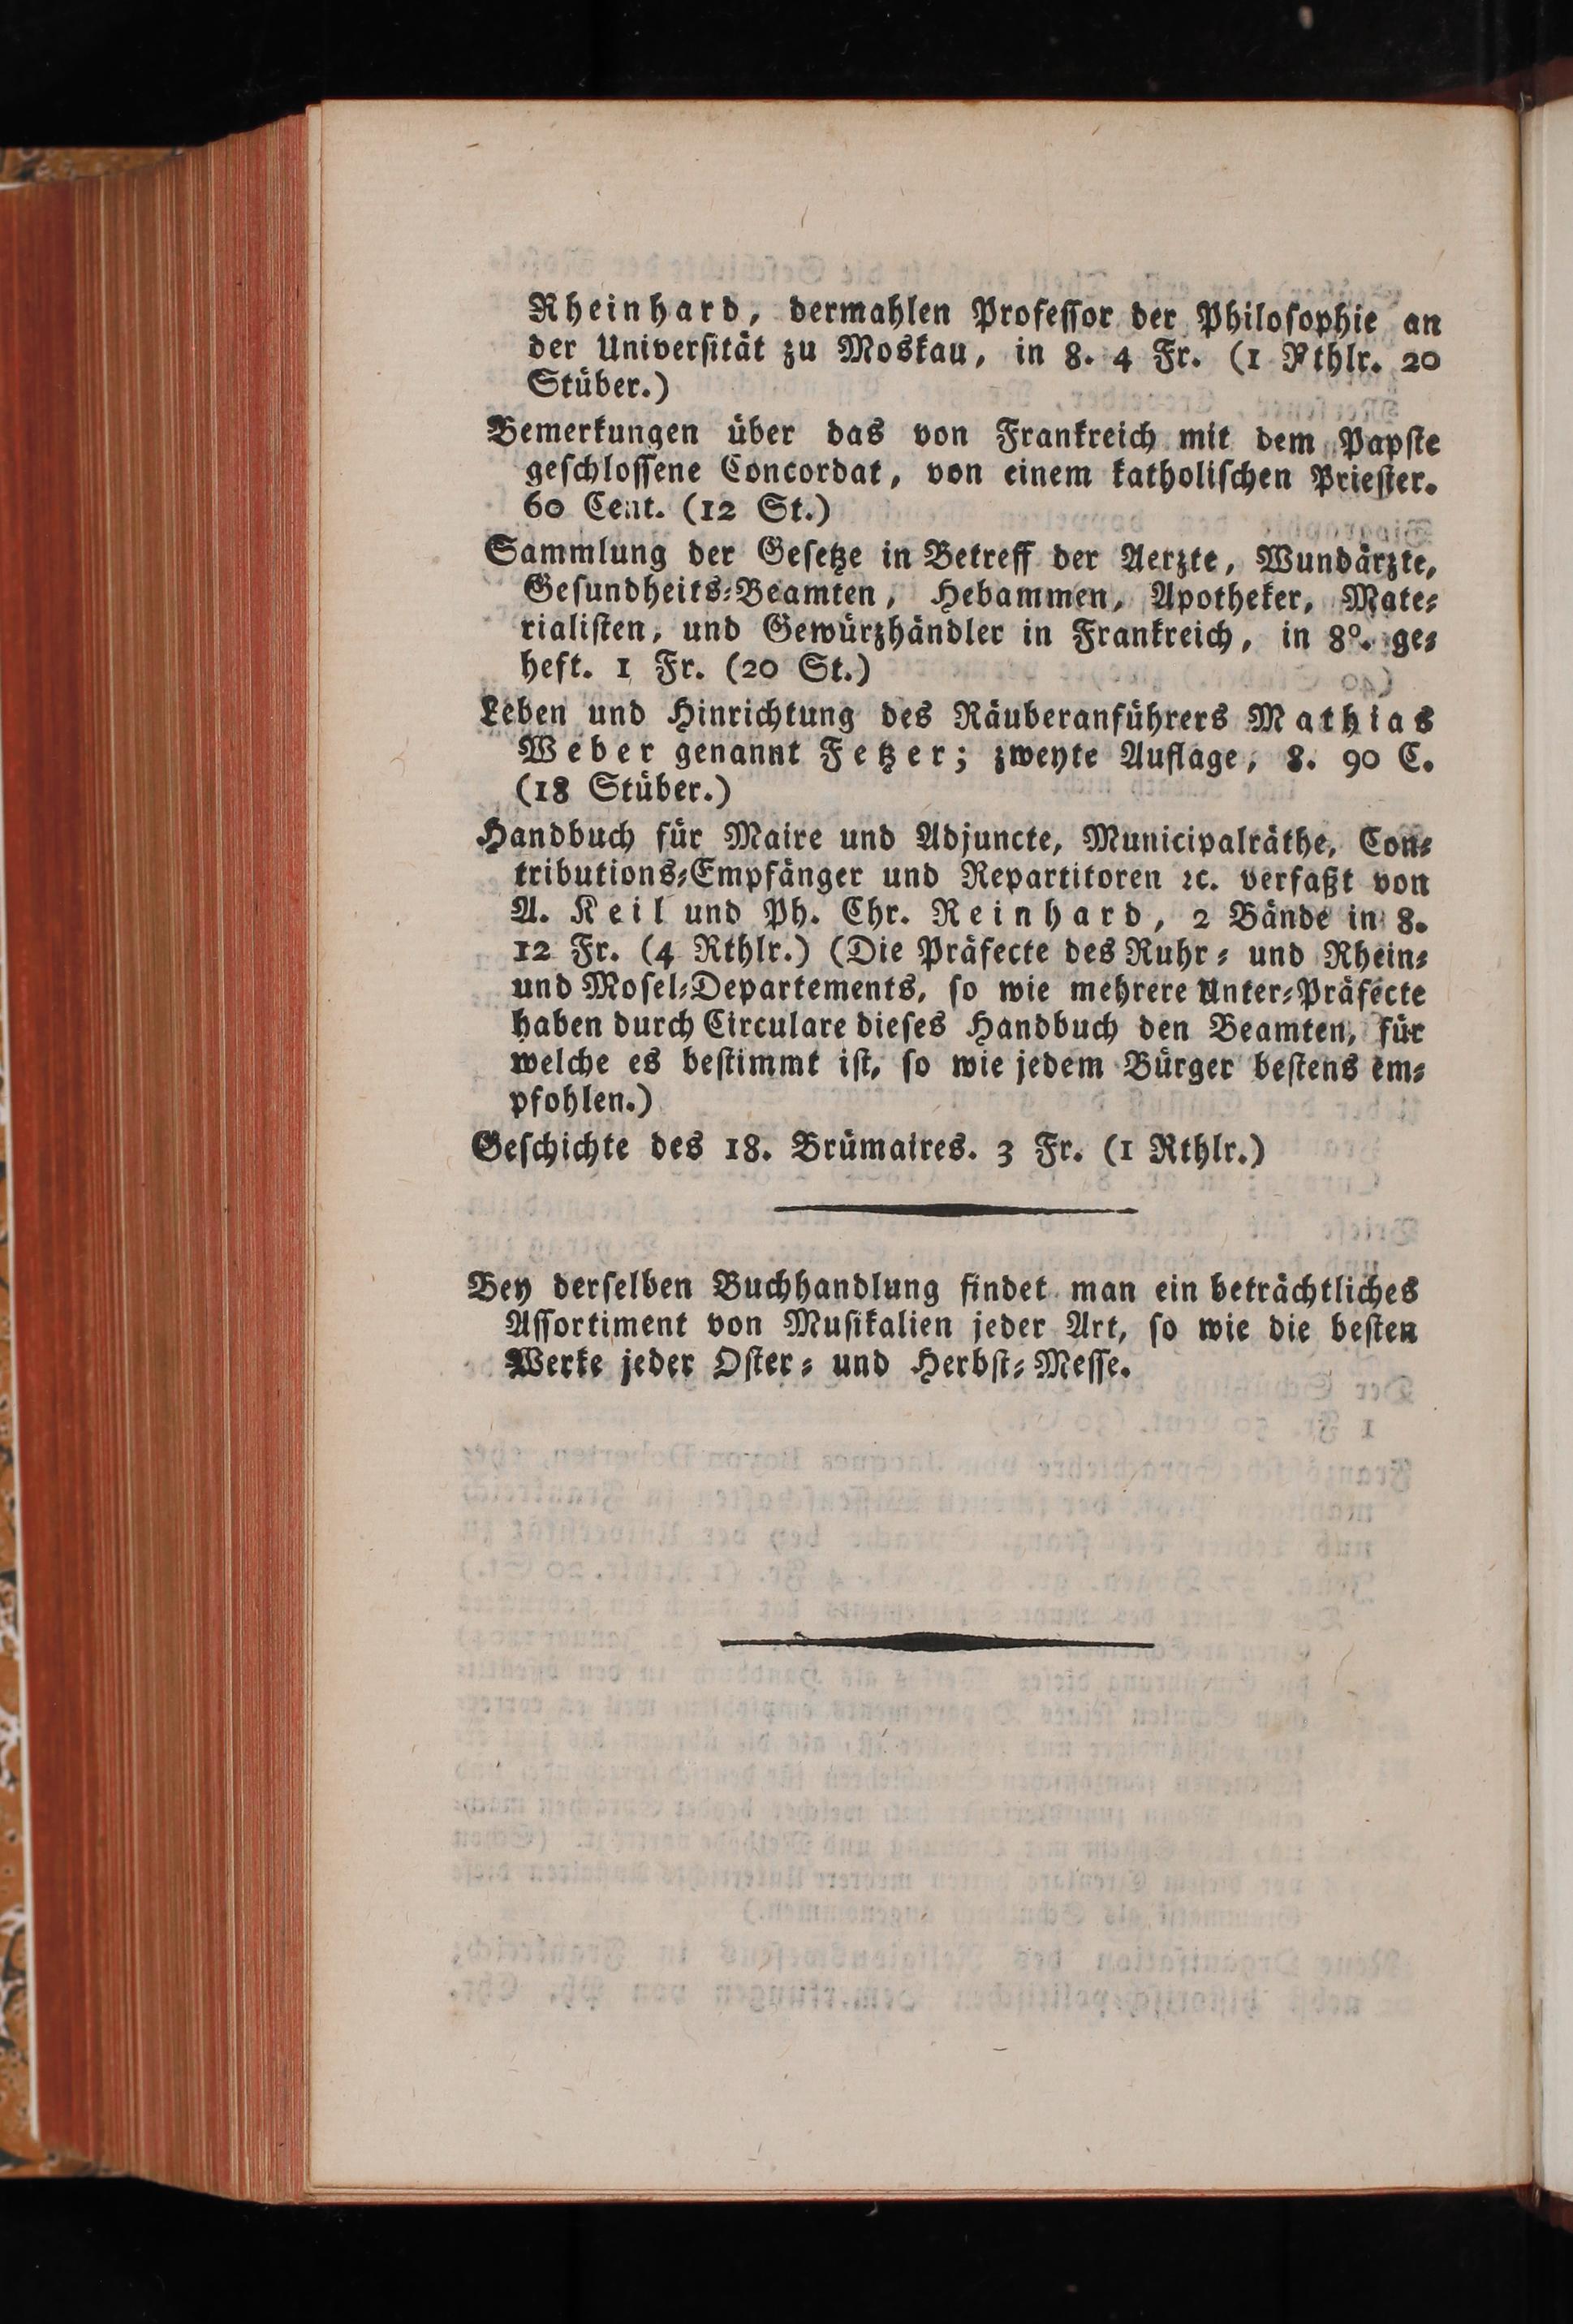 Rheinhard, dermahlen Professor der Philosophie an
der Universität zu Moskau, in 8. 4 Fr. (1 Rthlr. 20
Stüber.)
Bemerkungen über das von Frankreich mit dem Papste
geschlossene Concordat, von einem katholischen Priester.
60 Cent. (12 St.)
Sammlung der Gesetze in Betreff der Aerzte, Wundärzte,
Gesundheits-Beamten, Hebammen, Apotheker, Mate-
rialisten, und Gewürzhändler in Frankreich, in 8°. ge-
heft. 1 Fr. (20 St.)
Leben und Hinrichtung des Räuberanführers Mathias
Weber genannt Fetzer; zweyte Auflage, 8. 90 C.
(18 Stüber.)
Handbuch für Maire und Adjuncte, Municipalräthe, Con-
tributions-Empfänger und Repartitoren ꝛc. verfaßt von
A. Keil und Ph. Chr. Reinhard, 2 Bände in 8.
12 Fr. (4 Rthlr.) (Die Präfecte des Ruhr- und Rhein-
und Mosel-Departements, so wie mehrere Unter-Präfecte
haben durch Circulare dieses Handbuch den Beamten, für
welche es bestimmt ist, so wie jedem Bürger bestens em-
pfohlen.)
Geschichte des 18. Brümaires. 3 Fr. (1 Rthlr.)
Bey derselben Buchhandlung findet man ein beträchtliches
Assortiment von Musikalien jeder Art, so wie die besten
Werke jeder Oster- und Herbst-Messe.